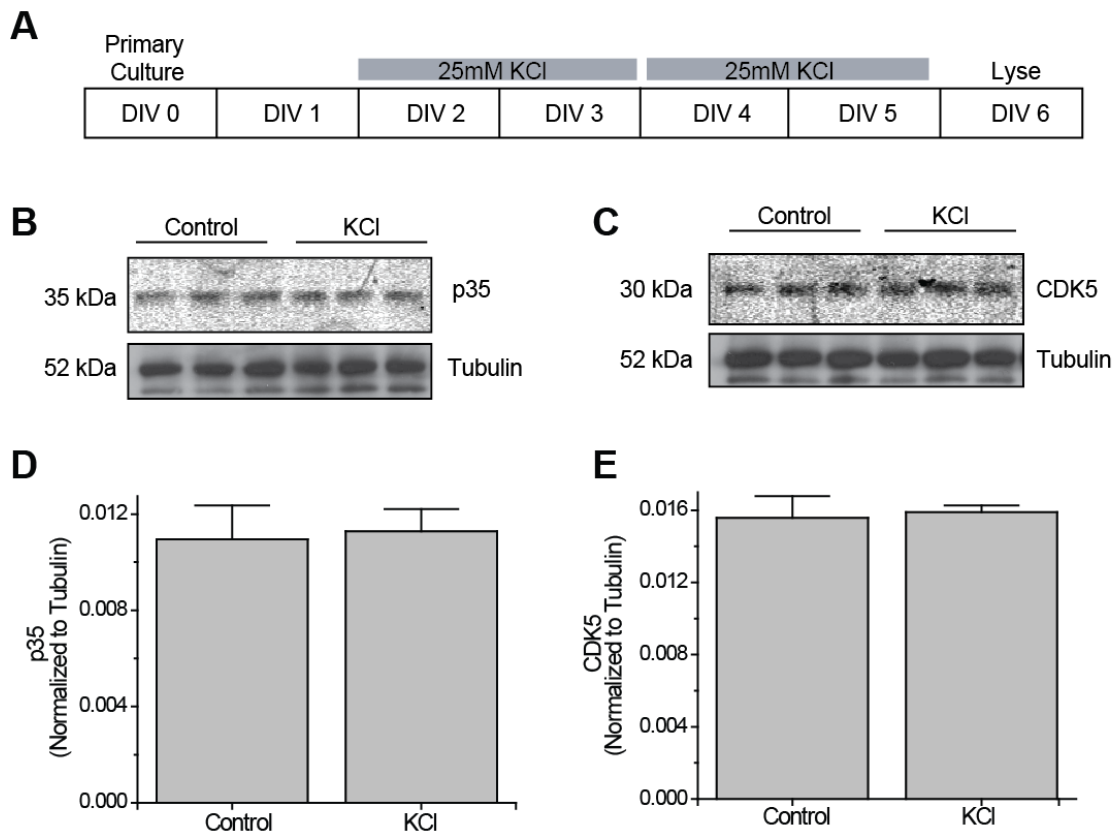 A
Primary
Culture
25mM KCl
25mM KCl
Lyse
DIV 0
DIV 1
DIV 2
DIV 3
DIV 4
DIV 5
DIV 6
B
Control
KCl
35 kDa
p35
52 kDa
Tubulin
C
Control
KCl
30 kDa
CDK5
52 kDa
Tubulin
D
p35
(Normalized to Tubulin)
0.012
0.008
0.004
0.000
Control
KCl
E
CDK5
(Normalized to Tubulin)
0.016
0.012
0.008
0.004
0.000
Control
KCl